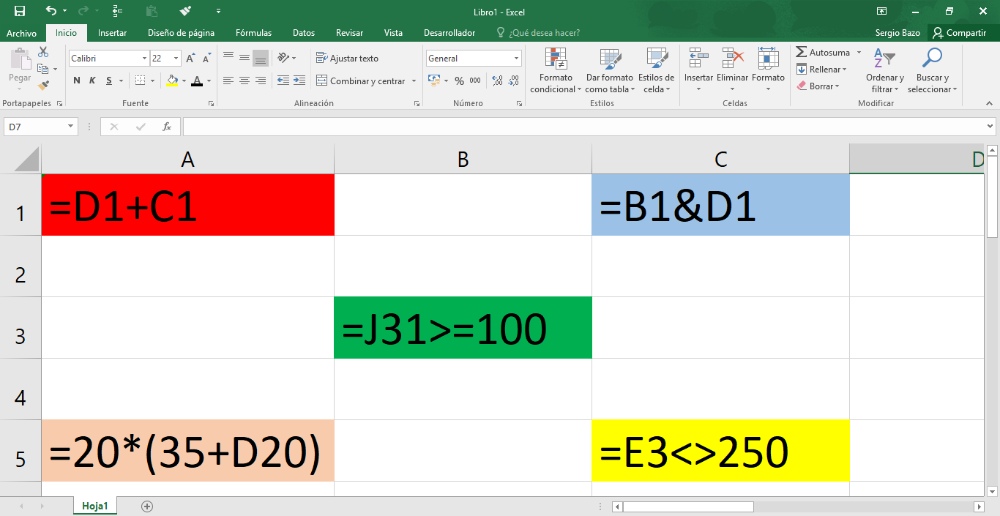 Libro1 - Excel
Archivo Inicio Insertar Diseño de página Fórmulas Datos Revisar Vista Desarrollador ¿Qué desea hacer? Sergio Bazo Compartir
Pegar
Calibri 22
N K S A
Ajustar texto
Combinar y centrar
General
% 000
Formato condicional
Dar formato como tabla
Estilos de celda
Insertar Eliminar Formato
Autosuma
Rellenar
Borrar
Ordenar y filtrar
Buscar y seleccionar
Portapapeles Fuente Alineación Número Estilos Celdas Modificar
D7 fx
A B C D
1 =D1+C1 =B1&D1
2
3 =J31>=100
4
5 =20*(35+D20) =E3<>250
Hoja1